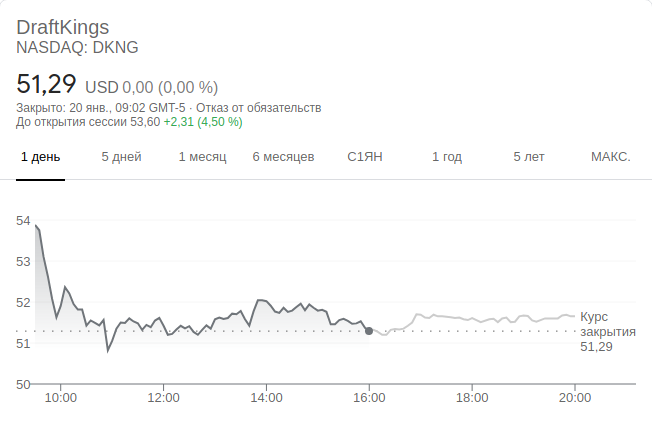 DraftKings
NASDAQ: DKNG
51,29 USD 0,00 (0,00 %)
Закрыто: 20 янв., 09:02 GMT-5 · Отказ от обязательств
До открытия сессии 53,60 +2,31 (4,50 %)
1 день 5 дней 1 месяц 6 месяцев С1ЯН 1 год 5 лет МАКС.
54
53
52
51
50
Курс
закрытия
51,29
10:00 12:00 14:00 16:00 18:00 20:00